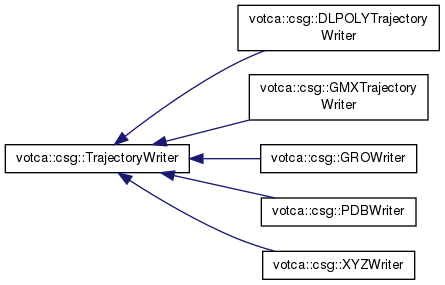 votca::csg::DLPOLYTrajectory
Writer
votca::csg::GMXTrajectory
Writer
votca::csg::TrajectoryWriter
votca::csg::GROWriter
votca::csg::PDBWriter
votca::csg::XYZWriter